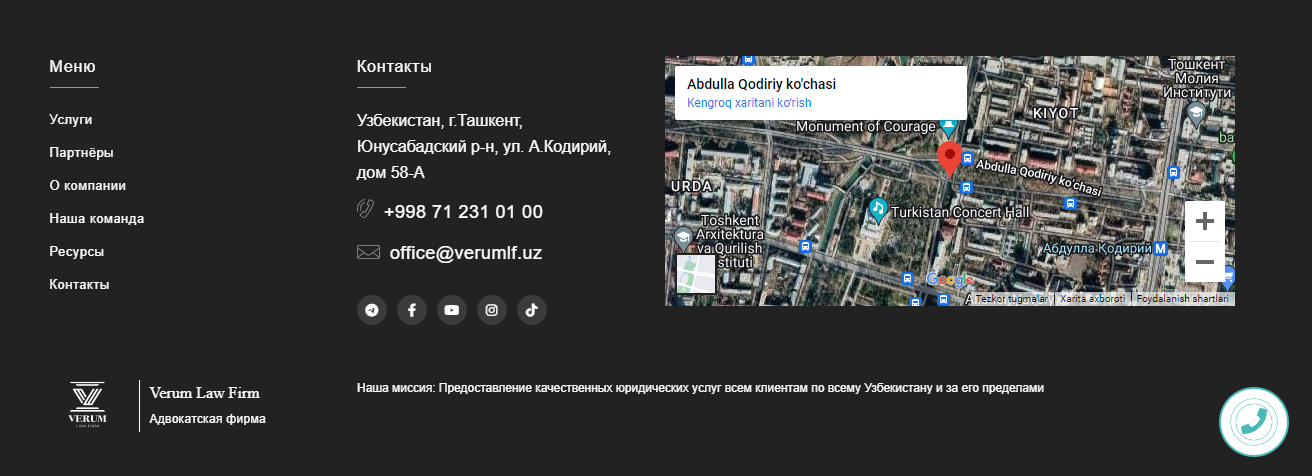 Меню
Услуги
Партнёры
О компании
Наша команда
Ресурсы
Контакты
Контакты
Узбекистан, г.Ташкент,
Юнусабадский р-н, ул. А.Кодирий,
дом 58-А
+998 71 231 01 00
office@verumlf.uz
Abdulla Qodiriy ko'chasi
Kengroq xaritani ko‘rish
Тошкент
Молия
Институти
KIYOT
Monument of Courage
Abdulla Qodiriy ko'chasi
URDA
Turkistan Concert Hall
Toshkent
Arxitektura
va Qurilish
stituti
Абдулла Қодирий
M
ba
Google
A
Tezkor tugmalar
Xarita axboroti
Foydalanish shartlari
VERUM
LAW FIRM
Verum Law Firm
Адвокатская фирма
Наша миссия: Предоставление качественных юридических услуг всем клиентам по всему Узбекистану и за его пределами